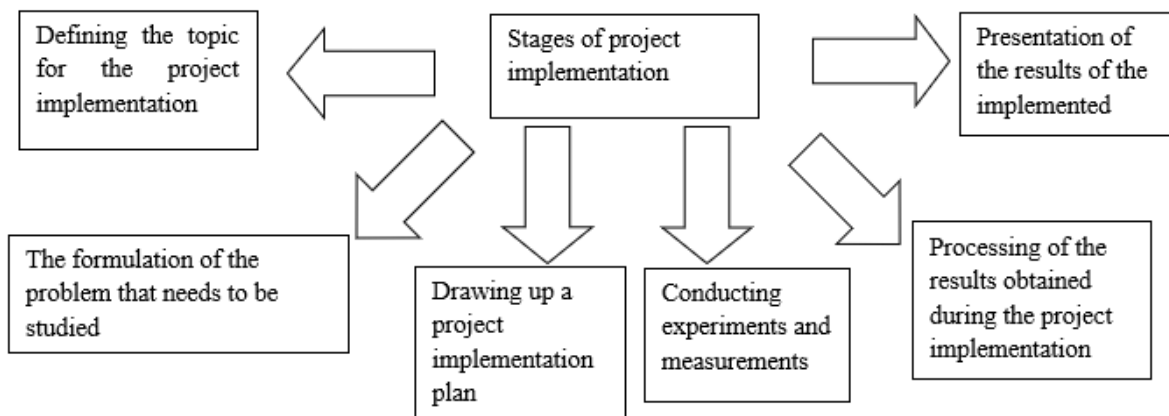 Defining the topic
for the project
implementation
Stages of project
implementation
Presentation of
the results of the
implemented
The formulation of the
problem that needs to be
studied
Drawing up a
project
implementation
plan
Conducting
experiments and
measurements
Processing of the
results obtained
during the project
implementation